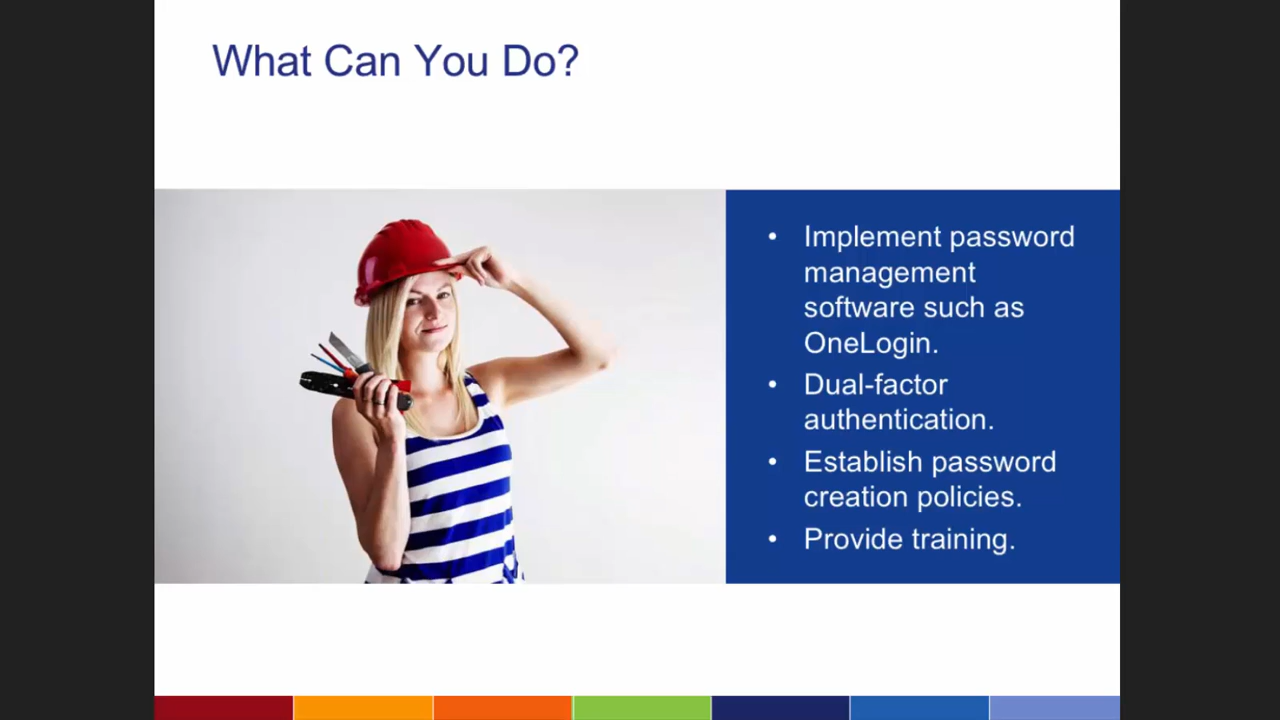 What Can You Do?
• Implement password
management
software such as
OneLogin.
• Dual-factor
authentication.
• Establish password
creation policies.
• Provide training.